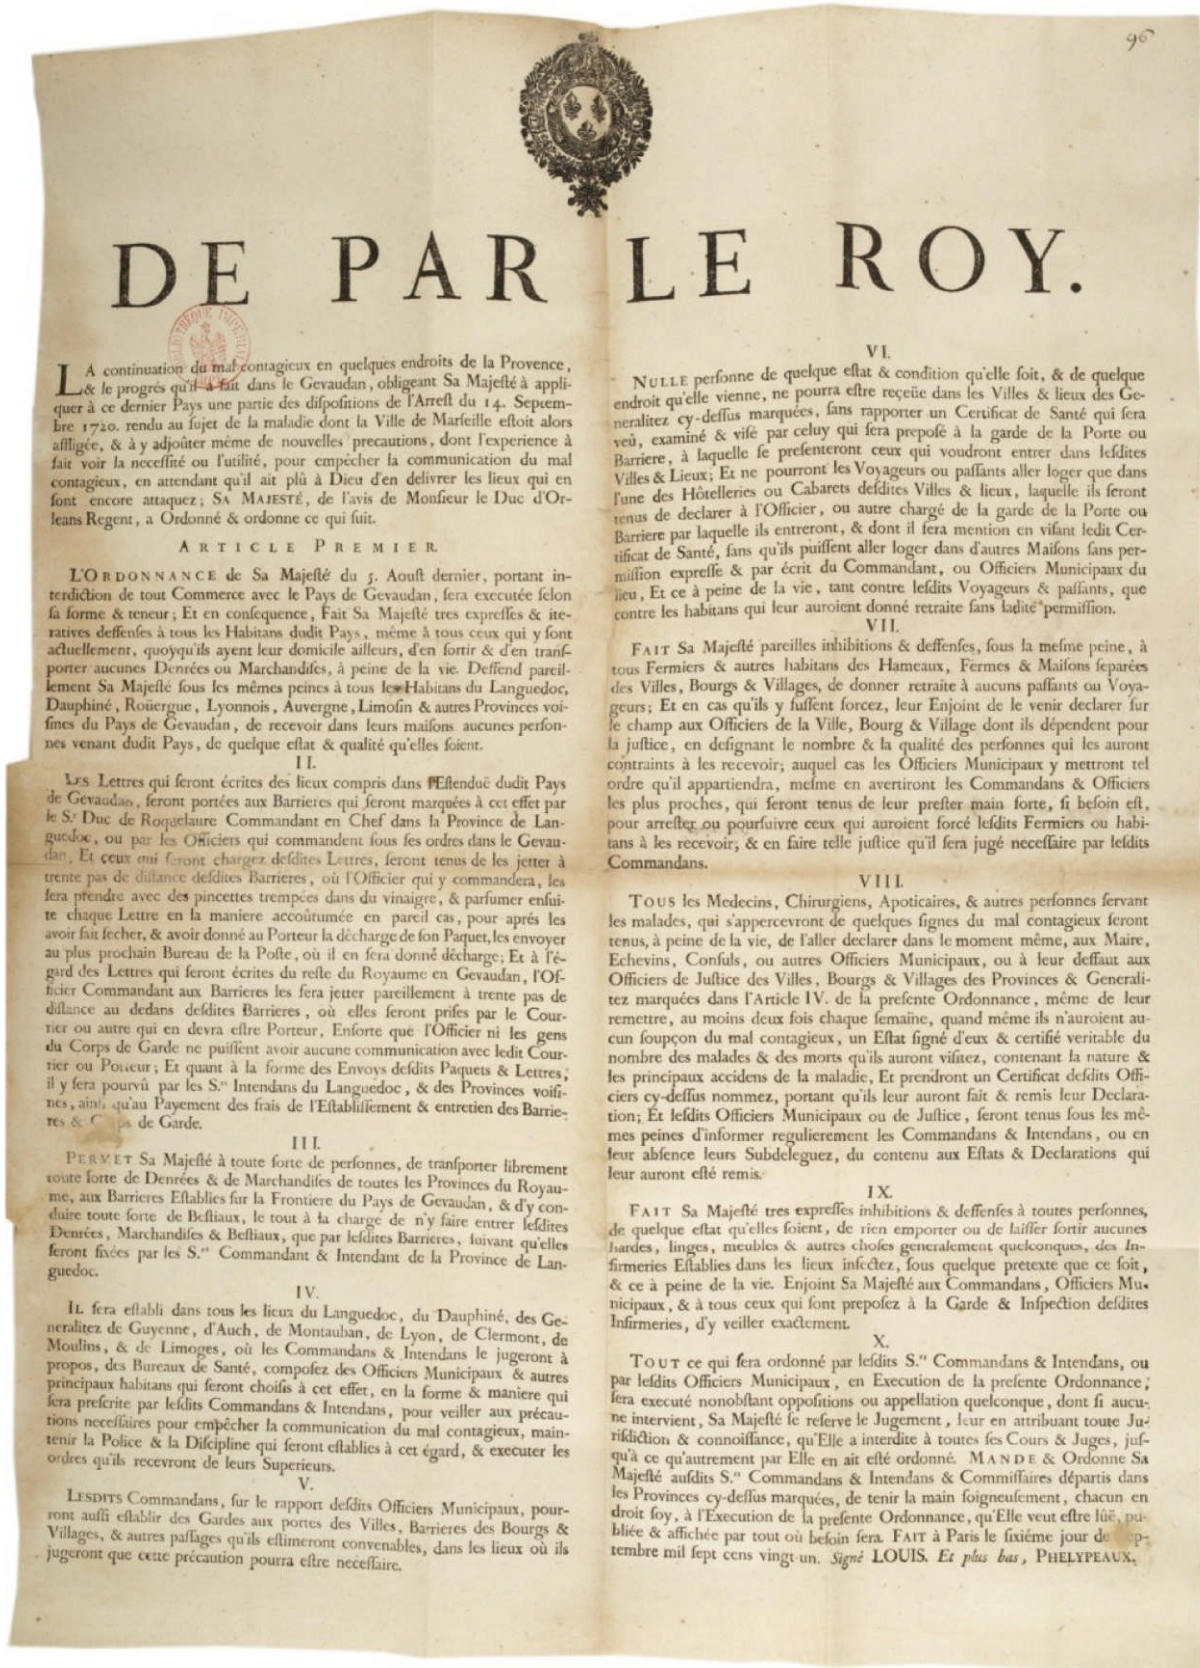 96
DE PAR LE ROY.
LA continuation du mal contagieux en quelques endroits de la Provence,
& le progrés qu'il a fait dans le Gevaudan, obligeant Sa Majeſté à appli-
quer à ce dernier Pays une partie des diſpoſitions de l'Arreſt du 14. Septem-
bre 1720. rendu au ſujet de la maladie dont la Ville de Marſeille eſtoit alors
affligée, & à y adjoûter même de nouvelles precautions, dont l'experience à
fait voir la neceſſité ou l'utilité, pour empêcher la communication du mal
contagieux, en attendant qu'il ait plû à Dieu d'en delivrer les lieux qui en
ſont encore attaquez; SA MAJESTÉ, de l'avis de Monſieur le Duc d'Or-
leans Regent, a Ordonné & ordonne ce qui ſuit.
ARTICLE PREMIER.
L'ORDONNANCE de Sa Majeſté du 5. Aouſt dernier, portant in-
terdiction de tout Commerce avec le Pays de Gevaudan, ſera executée ſelon
ſa forme & teneur; Et en conſequence, Fait Sa Majeſté tres expreſſes & ite-
ratives deffenſes à tous les Habitans dudit Pays, même à tous ceux qui y ſont
actuellement, quoyqu'ils ayent leur domicile ailleurs, d'en ſortir & d'en tranſ-
porter aucunes Denrées ou Marchandiſes, à peine de la vie. Deffend pareil-
lement Sa Majeſté ſous les mêmes peines à tous les Habitans du Languedoc,
Dauphiné, Roüergue, Lyonnois, Auvergne, Limoſin & autres Provinces voi-
ſines du Pays de Gevaudan, de recevoir dans leurs maiſons aucunes perſon-
nes venant dudit Pays, de quelque eſtat & qualité qu'elles ſoient.
II.
LES Lettres qui ſeront écrites des lieux compris dans l'Eſtenduë dudit Pays
de Gevaudan, ſeront portées aux Barrieres qui ſeront marquées à cet effet par
le S.r Duc de Roquelaure Commandant en Chef dans la Province de Lan-
guedoc, ou par les Officiers qui commandent ſous ſes ordres dans le Gevau-
dan, Et ceux qui ſeront chargez deſdites Lettres, ſeront tenus de les jetter à
trente pas de diſtance deſdites Barrieres, où l'Officier qui y commandera, les
ſera prendre avec des pincettes trempées dans du vinaigre, & parfumer enſui-
te chaque Lettre en la maniere accoûtumée en pareil cas, pour aprés les
avoir fait ſecher, & avoir donné au Porteur la décharge de ſon Paquet, les envoyer
au plus prochain Bureau de la Poſte, où il en ſera donné décharge; Et à l'é-
gard des Lettres qui ſeront écrites du reſte du Royaume en Gevaudan, l'Of-
ficier Commandant aux Barrieres les fera jetter pareillement à trente pas de
diſtance au dedans deſdites Barrieres, où elles ſeront priſes par le Cour-
rier ou autre qui en devra eſtre Porteur, Enſorte que l'Officier ni les gens
du Corps de Garde ne puiſſent avoir aucune communication avec ledit Cour-
rier ou Porteur; Et quant à la forme des Envoys deſdits Paquets & Lettres,
il y ſera pourvû par les S.rs Intendans du Languedoc, & des Provinces voiſi-
nes, ainſi qu'au Payement des frais de l'Eſtabliſſement & entretien des Barrie-
res & de Garde.
III.
PERMET Sa Majeſté à toute ſorte de perſonnes, de tranſporter librement
toute ſorte de Denrées & de Marchandiſes de toutes les Provinces du Royau-
me, aux Barrieres Eſtablies ſur la Frontiere du Pays de Gevaudan, & d'y con-
duire toute ſorte de Beſtiaux, le tout à la charge de n'y faire entrer leſdites
Denrées, Marchandiſes & Beſtiaux, que par leſdites Barrieres, ſuivant qu'elles
ſeront fixées par les S.rs Commandant & Intendant de la Province de Lan-
guedoc.
IV.
IL ſera eſtabli dans tous les lieux du Languedoc, du Dauphiné, des Ge-
neralitez de Guyenne, d'Auch, de Montauban, de Lyon, de Clermont, de
Moulins, & de Limoges, où les Commandans & Intendans le jugeront à
propos, des Bureaux de Santé, compoſez des Officiers Municipaux & autres
principaux habitans qui ſeront choiſis à cet effet, en la forme & maniere qui
ſera preſcrite par leſdits Commandans & Intendans, pour veiller aux précau-
tions neceſſaires pour empêcher la communication du mal contagieux, main-
tenir la Police & la Diſcipline qui ſeront eſtablies à cet égard, & executer les
ordres qu'ils recevront de leurs Superieurs.
V.
LESDITS Commandans, ſur le rapport deſdits Officiers Municipaux, pour-
ront auſſi eſtablir des Gardes aux portes des Villes, Barrieres des Bourgs &
Villages, & autres paſſages qu'ils eſtimeront convenables, dans les lieux où ils
jugeront que cette précaution pourra eſtre neceſſaire.
VI.
NULLE perſonne de quelque eſtat & condition qu'elle ſoit, & de quelque
endroit qu'elle vienne, ne pourra eſtre reçeüe dans les Villes & lieux des Ge-
neralitez cy-deſſus marquées, ſans rapporter un Certificat de Santé qui ſera
veû, examiné & viſé par celuy qui ſera prepoſé à la garde de la Porte ou
Barriere, à laquelle ſe preſenteront ceux qui voudront entrer dans leſdites
Villes & Lieux; Et ne pourront les Voyageurs ou paſſants aller loger que dans
l'une des Hôtelleries ou Cabarets deſdites Villes & lieux, laquelle ils ſeront
tenus de declarer à l'Officier, ou autre chargé de la garde de la Porte ou
Barriere par laquelle ils entreront, & dont il ſera mention en viſant ledit Cer-
tificat de Santé, ſans qu'ils puiſſent aller loger dans d'autres Maiſons ſans per-
miſſion expreſſe & par écrit du Commandant, ou Officiers Municipaux du
lieu, Et ce à peine de la vie, tant contre leſdits Voyageurs & paſſants, que
contre les habitans qui leur auroient donné retraite ſans ladite permiſſion.
VII.
FAIT Sa Majeſté pareilles inhibitions & deffenſes, ſous la meſme peine, à
tous Fermiers & autres habitans des Hameaux, Fermes & Maiſons ſeparées
des Villes, Bourgs & Villages, de donner retraite à aucuns paſſants ou Voya-
geurs; Et en cas qu'ils y fuſſent forcez, leur Enjoint de le venir declarer ſur
le champ aux Officiers de la Ville, Bourg & Village dont ils dépendent pour
la juſtice, en deſignant le nombre & la qualité des perſonnes qui les auront
contraints à les recevoir; auquel cas les Officiers Municipaux y mettront tel
ordre qu'il appartiendra, meſme en avertiront les Commandans & Officiers
les plus proches, qui ſeront tenus de leur preſter main forte, ſi beſoin eſt,
pour arreſter ou pourſuivre ceux qui auroient forcé leſdits Fermiers ou habi-
tans à les recevoir; & en faire telle juſtice qu'il ſera jugé neceſſaire par leſdits
Commandans.
VIII.
TOUS les Medecins, Chirurgiens, Apoticaires, & autres perſonnes ſervant
les malades, qui s'appercevront de quelques ſignes du mal contagieux ſeront
tenus, à peine de la vie, de l'aller declarer dans le moment même, aux Maire,
Echevins, Conſuls, ou autres Officiers Municipaux, ou à leur deffaut aux
Officiers de Juſtice des Villes, Bourgs & Villages des Provinces & Generali-
tez marquées dans l'Article IV. de la preſente Ordonnance, même de leur
remettre, au moins deux fois chaque ſemaine, quand même ils n'auroient au-
cun ſoupçon du mal contagieux, un Eſtat ſigné d'eux & certifié veritable du
nombre des malades & des morts qu'ils auront viſitez, contenant la nature &
les principaux accidens de la maladie, Et prendront un Certificat deſdits Offi-
ciers cy-deſſus nommez, portant qu'ils leur auront fait & remis leur Declara-
tion; Et leſdits Officiers Municipaux ou de Juſtice, ſeront tenus ſous les mê-
mes peines d'informer regulierement les Commandans & Intendans, ou en
leur abſence leurs Subdeleguez, du contenu aux Eſtats & Declarations qui
leur auront eſté remis.
IX.
FAIT Sa Majeſté tres expreſſes inhibitions & deffenſes à toutes perſonnes,
de quelque eſtat qu'elles ſoient, de rien emporter ou de laiſſer ſortir aucunes
hardes, linges, meubles & autres choſes generalement quelconques, des In-
firmeries Eſtablies dans les lieux infectez, ſous quelque pretexte que ce ſoit,
& ce à peine de la vie. Enjoint Sa Majeſté aux Commandans, Officiers Mu-
nicipaux, & à tous ceux qui ſont prepoſez à la Garde & Inſpection deſdites
Infirmeries, d'y veiller exactement.
X.
TOUT ce qui ſera ordonné par leſdits S.rs Commandans & Intendans, ou
par leſdits Officiers Municipaux, en Execution de la preſente Ordonnance,
ſera executé nonobſtant oppoſitions ou appellation quelconque, dont ſi aucu-
ne intervient, Sa Majeſté ſe reſerve le Jugement, leur en attribuant toute Ju-
riſdiction & connoiſſance, qu'Elle a interdite à toutes ſes Cours & Juges, juſ-
qu'à ce qu'autrement par Elle en ait eſté ordonné. MANDE & Ordonne Sa
Majeſté auſdits S.rs Commandans & Intendans & Commiſſaires départis dans
les Provinces cy-deſſus marquées, de tenir la main ſoigneuſement, chacun en
droit ſoy, à l'Execution de la preſente Ordonnance, qu'Elle veut eſtre lûë, pu-
bliée & affichée par tout où beſoin ſera. FAIT à Paris le ſixiéme jour de Sep-
tembre mil ſept cens vingt-un. Signé LOUIS. Et plus bas, PHELYPEAUX.